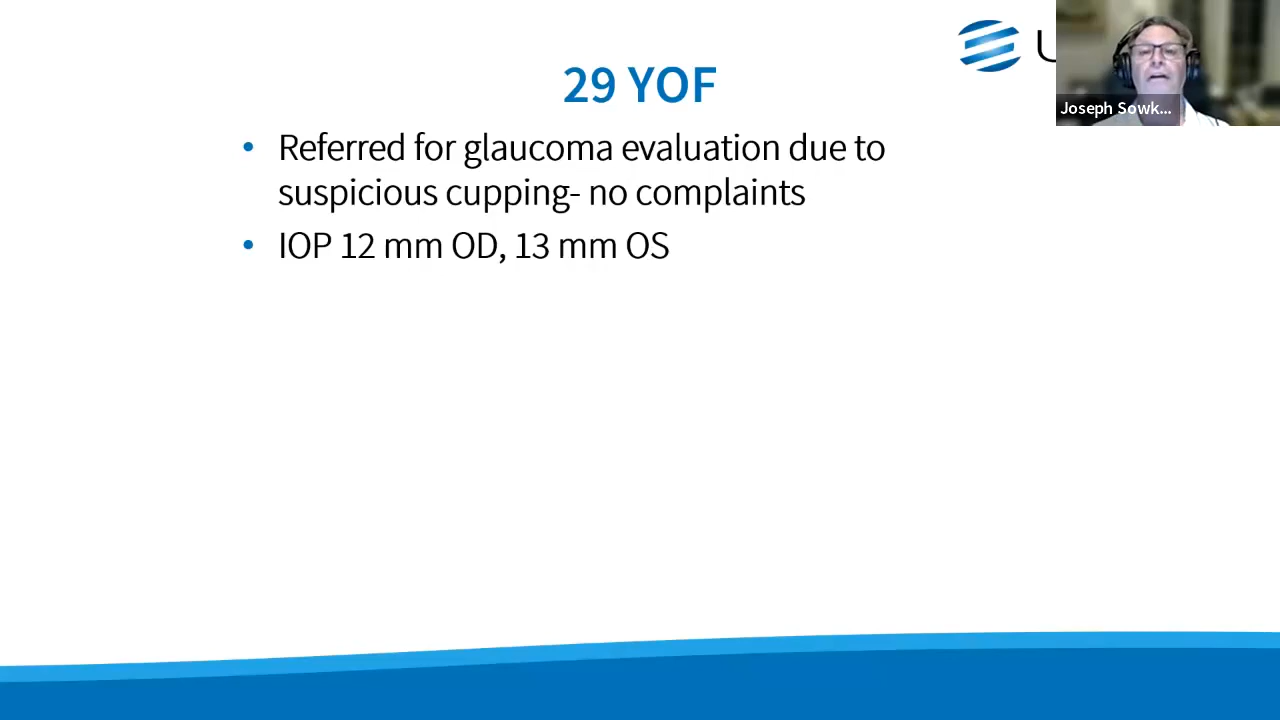 29 YOF
• Referred for glaucoma evaluation due to
suspicious cupping- no complaints
• IOP 12 mm OD, 13 mm OS
Joseph Sowk...